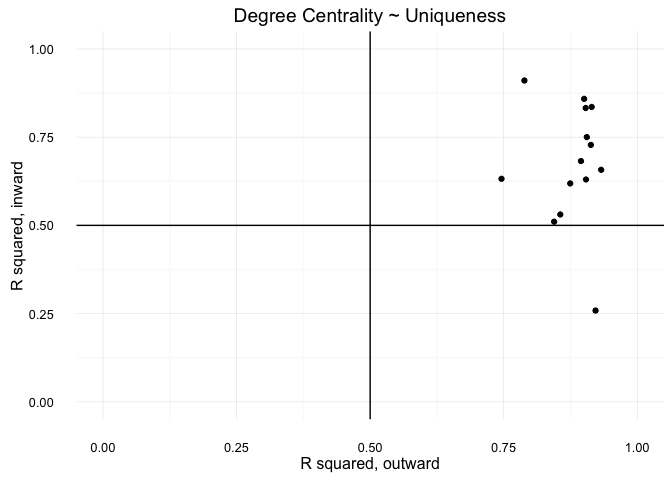 Degree Centrality ~ Uniqueness
1.00
0.75
0.50
0.25
0.00
R squared, inward
0.00 0.25 0.50 0.75 1.00
R squared, outward